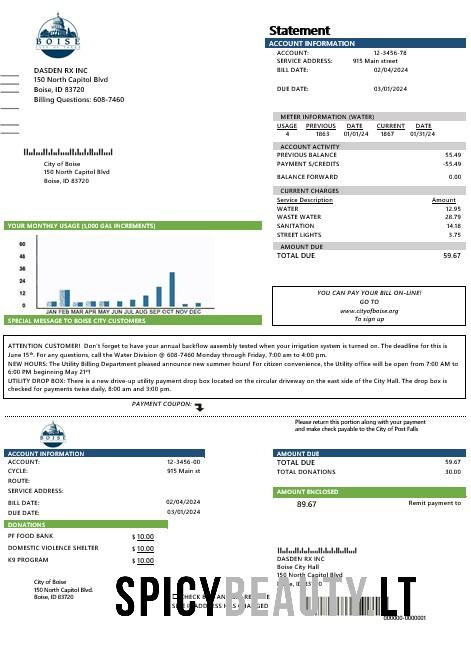 Statement
BOISE
ACCOUNT INFORMATION
ACCOUNT: 12-3456-78
SERVICE ADDRESS: 915 Main street
BILL DATE: 02/04/2024
DUE DATE: 03/01/2024
DASDEN RX INC
150 North Capitol Blvd
Boise, ID 83720
Billing Questions: 608-7460
METER INFORMATION (WATER)
USAGE PREVIOUS DATE CURRENT DATE
4 1863 01/01/24 1867 01/31/24
City of Boise
150 North Capitol Blvd
Boise, ID 83720
ACCOUNT ACTIVITY
PREVIOUS BALANCE 55.49
PAYMENT S/CREDITS -55.49
BALANCE FORWARD 0.00
CURRENT CHARGES
Service Description Amount
WATER 12.95
WASTE WATER 28.79
SANITATION 14.18
STREET LIGHTS 3.75
AMOUNT DUE
TOTAL DUE 59.67
YOUR MONTHLY USAGE (1,000 GAL INCREMENTS)
60
48
36
24
12
0
JAN FEB MAR APR MAY JUN JUL AUG SEP OCT NOV DEC
YOU CAN PAY YOUR BILL ON-LINE!
GO TO
www.cityofboise.org
To sign up
SPECIAL MESSAGE TO BOISE CITY CUSTOMERS
ATTENTION CUSTOMER! Don't forget to have your annual backflow assembly tested when your irrigation system is turned on. The deadline for this is
June 15th. For any questions, call the Water Division @ 608-7460 Monday through Friday, 7:00 am to 4:00 pm.
NEW HOURS: The Utility Billing Department pleased announce new summer hours! For citizen convenience, the Utility office will be open from 7:00 AM to
6:00 PM beginning May 21st!
UTILITY DROP BOX: There is a new drive-up utility payment drop box located on the circular driveway on the east side of the City Hall. The drop box is
checked for payments twice daily, 8:00 am and 3:00 pm.
PAYMENT COUPON:
Please return this portion along with your payment
and make check payable to the City of Post Falls
BOISE
ACCOUNT INFORMATION
ACCOUNT: 12-3456-00
CYCLE: 915 Main st
ROUTE:
SERVICE ADDRESS:
BILL DATE: 02/04/2024
DUE DATE: 03/01/2024
AMOUNT DUE
TOTAL DUE 59.67
TOTAL DONATIONS 30.00
AMOUNT ENCLOSED
89.67 Remit payment to
DONATIONS
PF FOOD BANK $ 10.00
DOMESTIC VIOLENCE SHELTER $ 10.00
K9 PROGRAM $ 10.00
DASDEN RX INC
Boise City Hall
150 North Capitol Blvd
City of Boise
150 North Capitol Blvd.
Boise, ID 83720
SPICYBEAUTY.LT
0000000-0000001